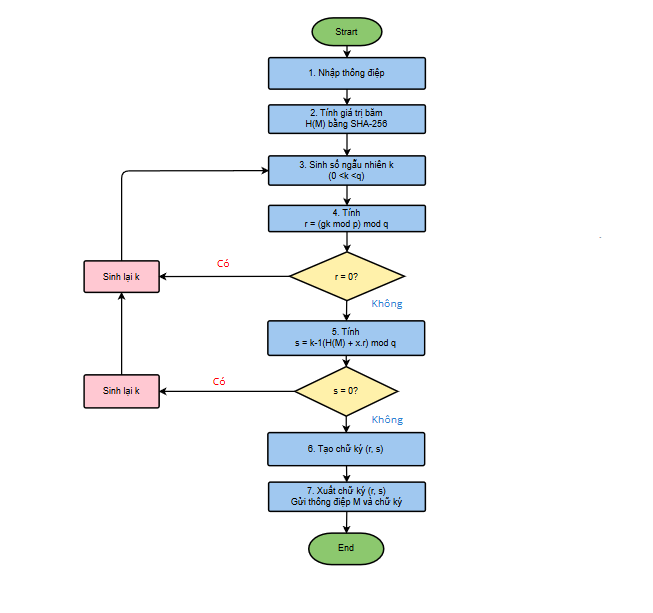 Strart
1. Nhập thông điệp
2. Tính giá trị băm
H(M) bằng SHA-256
3. Sinh số ngẫu nhiên k
(0 <k <q)
4. Tính
r = (gk mod p) mod q
Có
Sinh lại k
r = 0?
Không
5. Tính
s = k-1(H(M) + x.r) mod q
Có
Sinh lại k
s = 0?
Không
6. Tạo chữ ký (r, s)
7. Xuất chữ ký (r, s)
Gửi thông điệp M và chữ ký
End